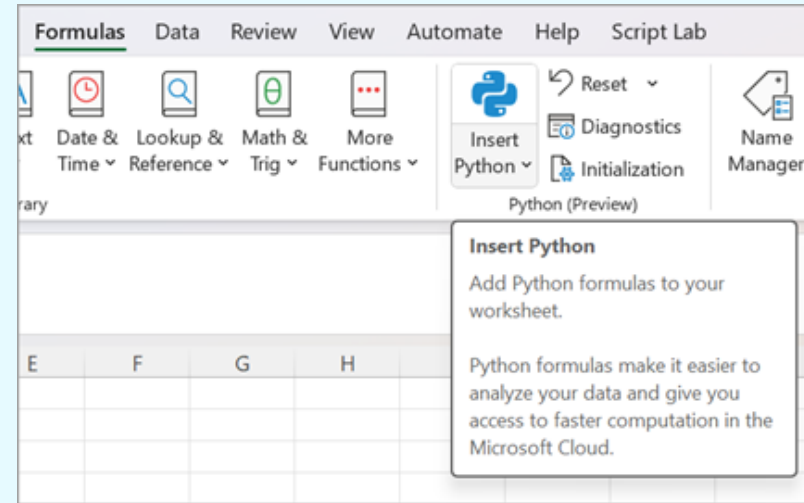 Formulas Data Review View Automate Help Script Lab
Date & Time
Lookup & Reference
Math & Trig
More Functions
Insert Python
Reset
Diagnostics
Initialization
Name Manager
Python (Preview)
Insert Python
Add Python formulas to your
worksheet.
Python formulas make it easier to
analyze your data and give you
access to faster computation in the
Microsoft Cloud.
E F G H